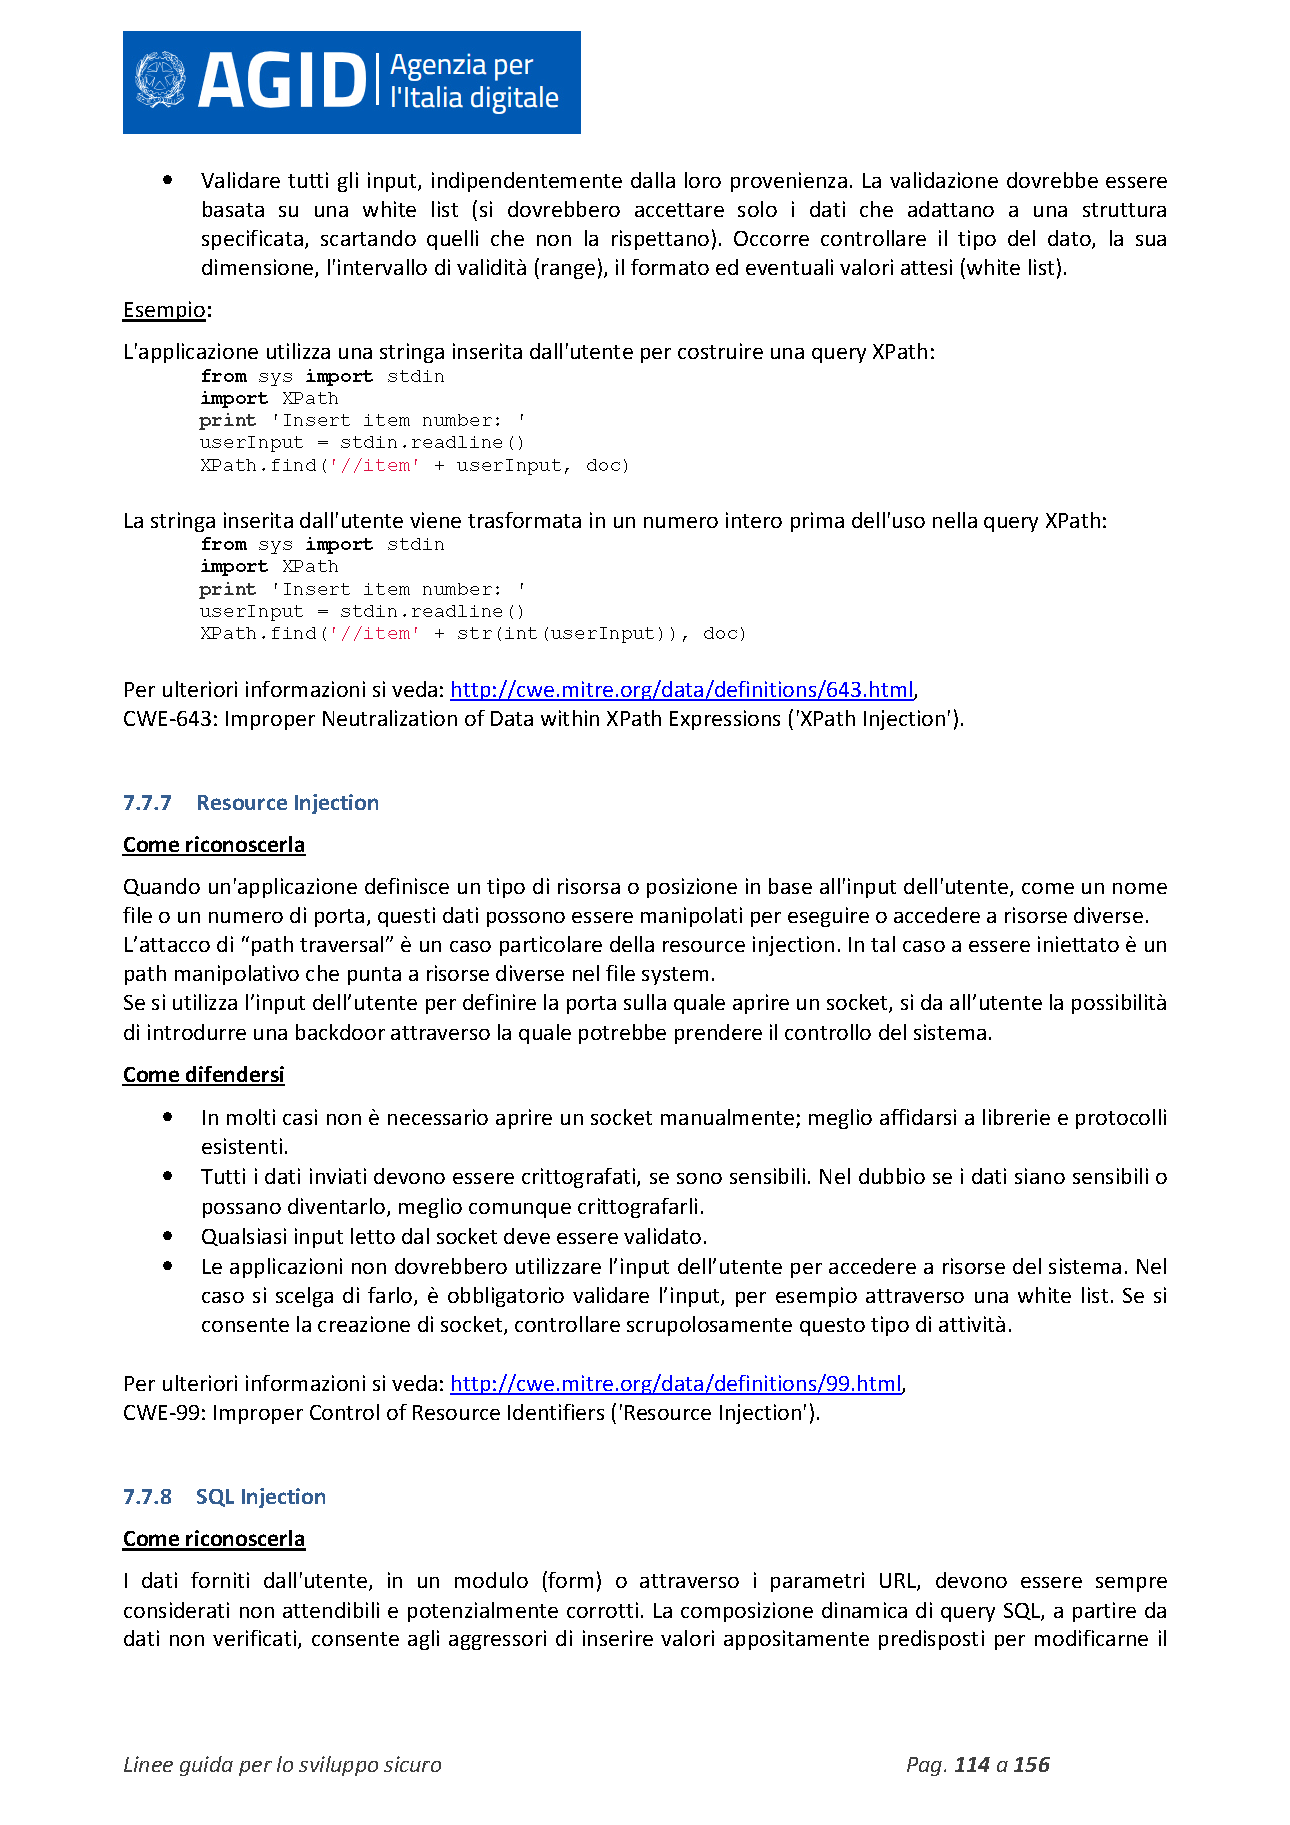 AGID Agenzia per
l'Italia digitale
• Validare tutti gli input, indipendentemente dalla loro provenienza. La validazione dovrebbe essere
basata su una white list (si dovrebbero accettare solo i dati che adattano a una struttura
specificata, scartando quelli che non la rispettano). Occorre controllare il tipo del dato, la sua
dimensione, l'intervallo di validità (range), il formato ed eventuali valori attesi (white list).
Esempio:
L'applicazione utilizza una stringa inserita dall'utente per costruire una query XPath:
from sys import stdin
import XPath
print 'Insert item number: '
userInput = stdin.readline()
XPath.find('//item' + userInput, doc)
La stringa inserita dall'utente viene trasformata in un numero intero prima dell'uso nella query XPath:
from sys import stdin
import XPath
print 'Insert item number: '
userInput = stdin.readline()
XPath.find('//item' + str(int(userInput)), doc)
Per ulteriori informazioni si veda: http://cwe.mitre.org/data/definitions/643.html,
CWE-643: Improper Neutralization of Data within XPath Expressions ('XPath Injection').
7.7.7 Resource Injection
Come riconoscerla
Quando un'applicazione definisce un tipo di risorsa o posizione in base all'input dell'utente, come un nome
file o un numero di porta, questi dati possono essere manipolati per eseguire o accedere a risorse diverse.
L’attacco di “path traversal” è un caso particolare della resource injection. In tal caso a essere iniettato è un
path manipolativo che punta a risorse diverse nel file system.
Se si utilizza l’input dell’utente per definire la porta sulla quale aprire un socket, si da all’utente la possibilità
di introdurre una backdoor attraverso la quale potrebbe prendere il controllo del sistema.
Come difendersi
• In molti casi non è necessario aprire un socket manualmente; meglio affidarsi a librerie e protocolli
esistenti.
• Tutti i dati inviati devono essere crittografati, se sono sensibili. Nel dubbio se i dati siano sensibili o
possano diventarlo, meglio comunque crittografarli.
• Qualsiasi input letto dal socket deve essere validato.
• Le applicazioni non dovrebbero utilizzare l’input dell’utente per accedere a risorse del sistema. Nel
caso si scelga di farlo, è obbligatorio validare l’input, per esempio attraverso una white list. Se si
consente la creazione di socket, controllare scrupolosamente questo tipo di attività.
Per ulteriori informazioni si veda: http://cwe.mitre.org/data/definitions/99.html,
CWE-99: Improper Control of Resource Identifiers ('Resource Injection').
7.7.8 SQL Injection
Come riconoscerla
I dati forniti dall'utente, in un modulo (form) o attraverso i parametri URL, devono essere sempre
considerati non attendibili e potenzialmente corrotti. La composizione dinamica di query SQL, a partire da
dati non verificati, consente agli aggressori di inserire valori appositamente predisposti per modificarne il
Linee guida per lo sviluppo sicuro Pag. 114 a 156